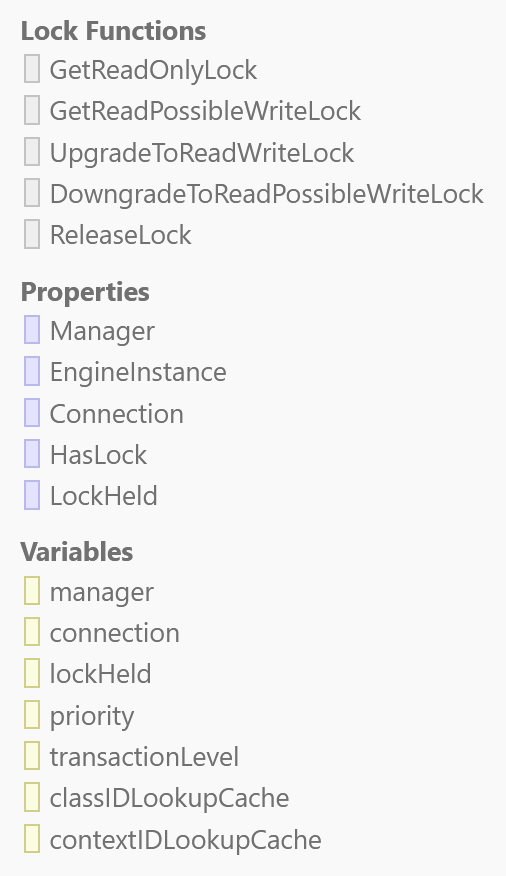 Lock Functions
GetReadOnlyLock
GetReadPossibleWriteLock
UpgradeToReadWriteLock
DowngradeToReadPossibleWriteLock
ReleaseLock
Properties
Manager
EngineInstance
Connection
HasLock
LockHeld
Variables
manager
connection
lockHeld
priority
transactionLevel
classIDLookupCache
contextIDLookupCache